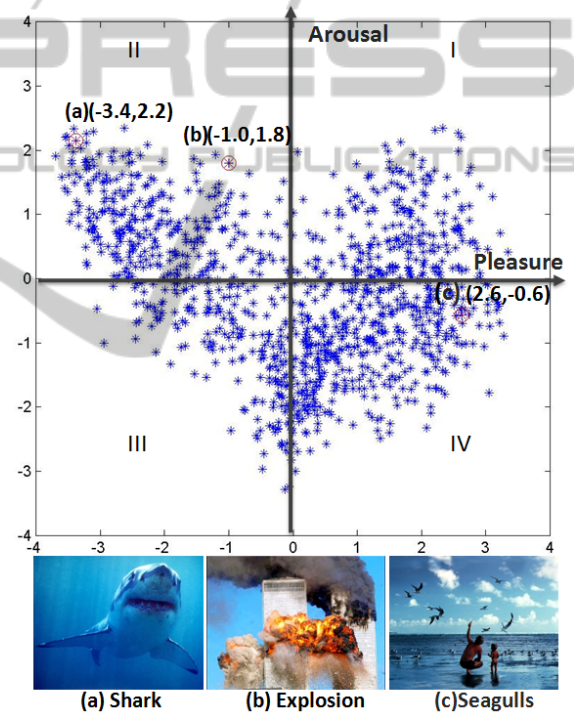 PRESS
4
Arousal
II
I
3
(a)(-3.4,2.2)
(b)(-1.0,1.8)
2
PUBLICATIONS
1
Pleasure
0
(c) (2.6,-0.6)
-1
-2
III
IV
-3
-4
-4 -3 -2 -1 0 1 2 3 4
(a) Shark
(b) Explosion
(c)Seagulls